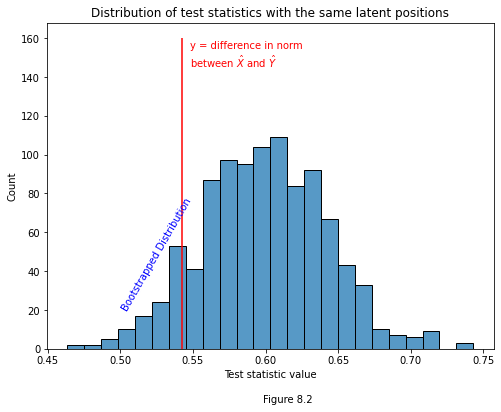 Distribution of test statistics with the same latent positions
160
140
120
100
80
60
40
20
0
Count
y = difference in norm
between X̂ and Ŷ
Bootstrapped Distribution
0.45
0.50
0.55
0.60
0.65
0.70
0.75
Test statistic value
Figure 8.2